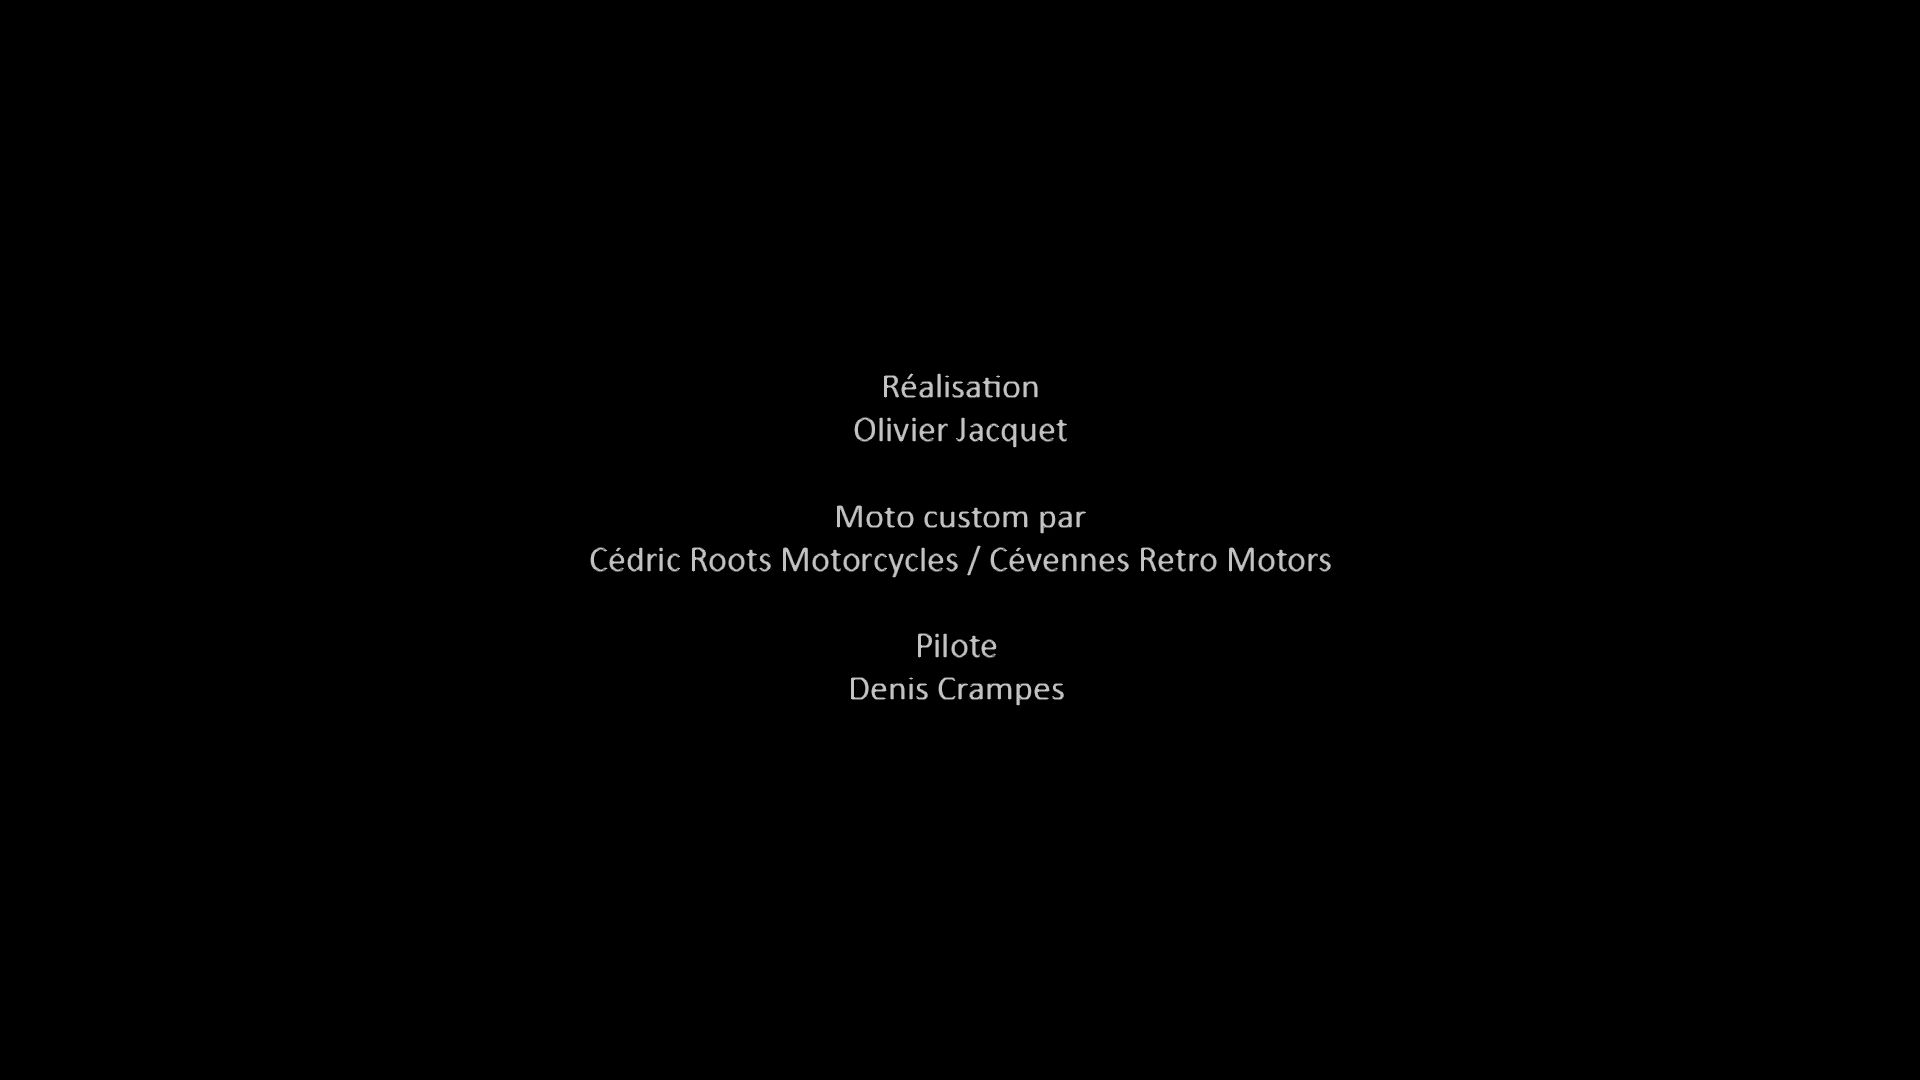 Réalisation
Olivier Jacquet
Moto custom par
Cédric Roots Motorcycles / Cévennes Retro Motors
Pilote
Denis Crampes